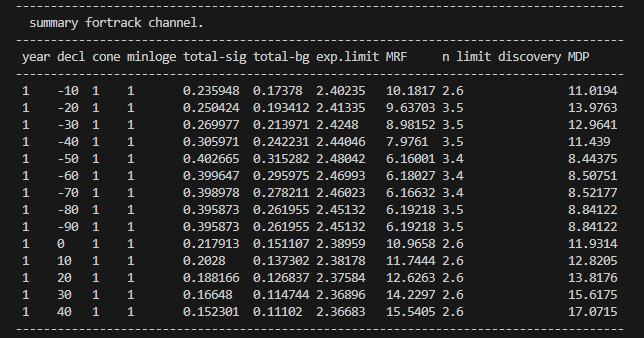 --------------------------------------------------------------------------------
summary fortrack channel.
--------------------------------------------------------------------------------
year decl cone minloge total-sig total-bg exp.limit MRF n limit discovery MDP
--------------------------------------------------------------------------------
1 -10 1 1 0.235948 0.17378 2.40235 10.1817 2.6 11.0194
1 -20 1 1 0.250424 0.193412 2.41335 9.63703 3.5 13.9763
1 -30 1 1 0.269977 0.213971 2.4248 8.98152 3.5 12.9641
1 -40 1 1 0.305971 0.242231 2.44046 7.9761 3.5 11.439
1 -50 1 1 0.402665 0.315282 2.48042 6.16001 3.4 8.44375
1 -60 1 1 0.399647 0.295975 2.46993 6.18027 3.4 8.50751
1 -70 1 1 0.398978 0.278211 2.46023 6.16632 3.4 8.52177
1 -80 1 1 0.395873 0.261955 2.45132 6.19218 3.5 8.84122
1 -90 1 1 0.395873 0.261955 2.45132 6.19218 3.5 8.84122
1 0 1 1 0.217913 0.151107 2.38959 10.9658 2.6 11.9314
1 10 1 1 0.2028 0.137302 2.38178 11.7444 2.6 12.8205
1 20 1 1 0.188166 0.126837 2.37584 12.6263 2.6 13.8176
1 30 1 1 0.16648 0.114744 2.36896 14.2297 2.6 15.6175
1 40 1 1 0.152301 0.11102 2.36683 15.5405 2.6 17.0715
--------------------------------------------------------------------------------